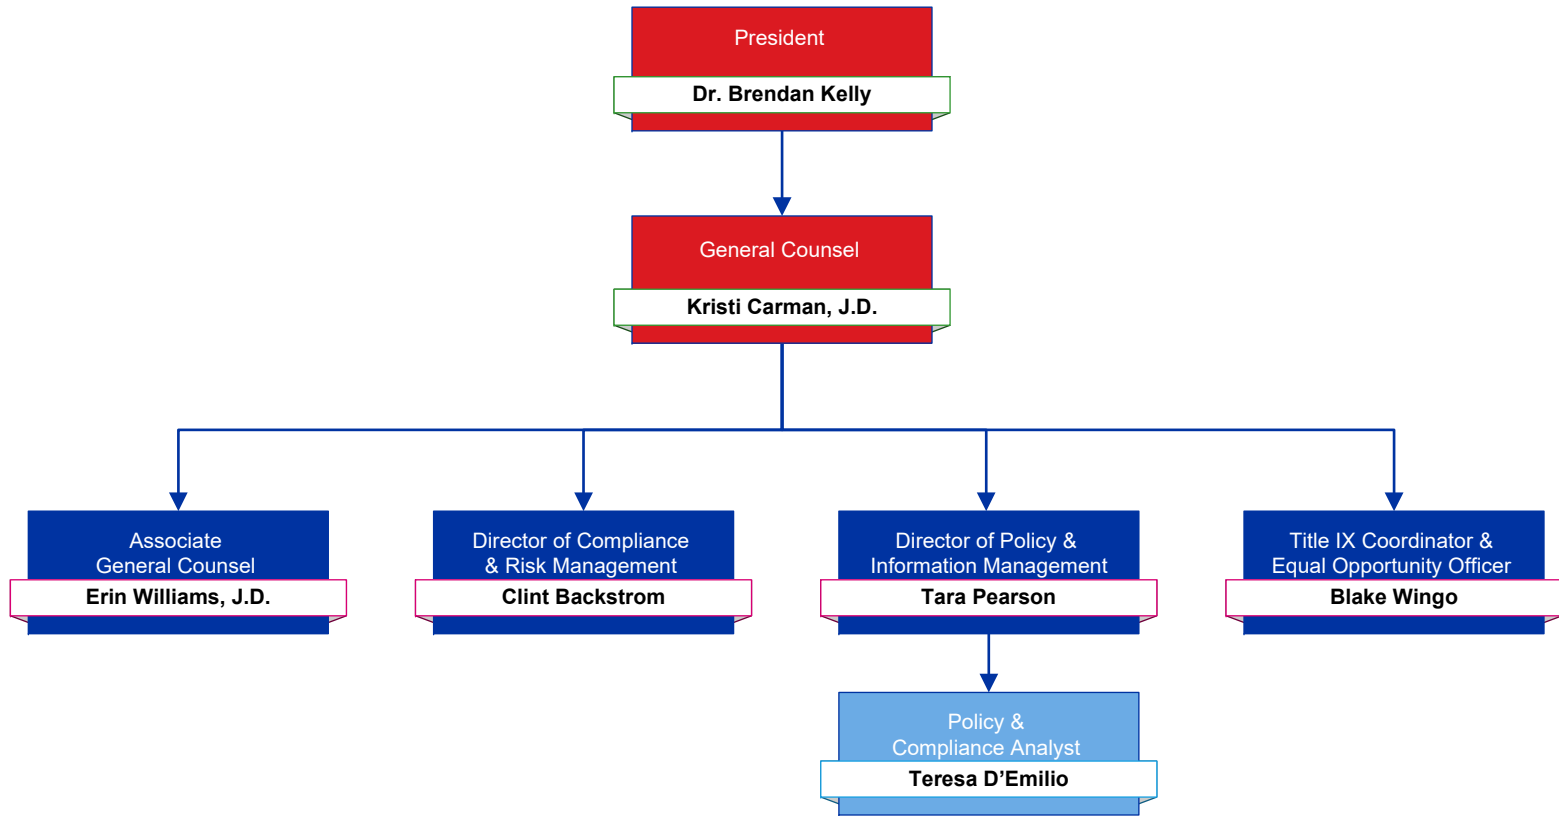 President
Dr. Brendan Kelly
General Counsel
Kristi Carman, J.D.
Associate
General Counsel
Erin Williams, J.D.
Director of Compliance
& Risk Management
Clint Backstrom
Director of Policy &
Information Management
Tara Pearson
Title IX Coordinator &
Equal Opportunity Officer
Blake Wingo
Policy &
Compliance Analyst
Teresa D’Emilio